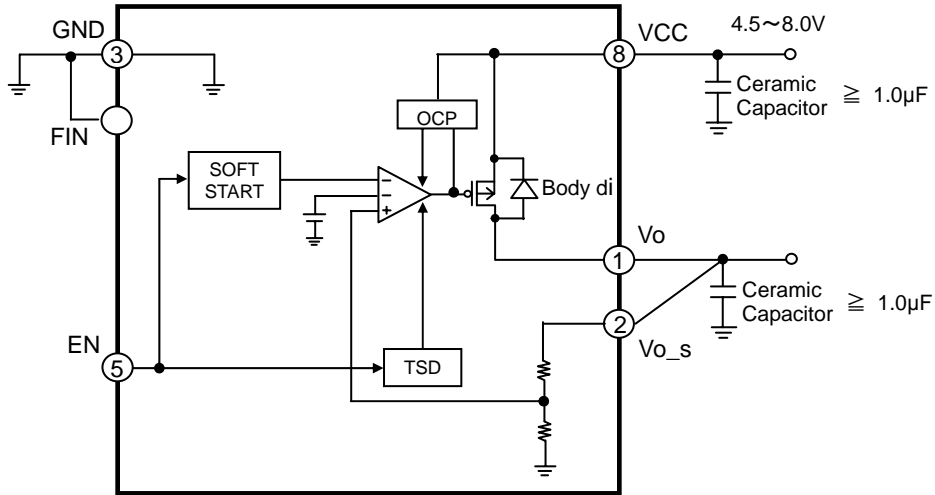 GND
3
FIN
SOFT
START
EN
5
OCP
−
−
+
TSD
Body di
VCC
8
4.5～8.0V
Ceramic
Capacitor ≧ 1.0µF
Vo
1
2
Vo_s
Ceramic
Capacitor ≧ 1.0µF